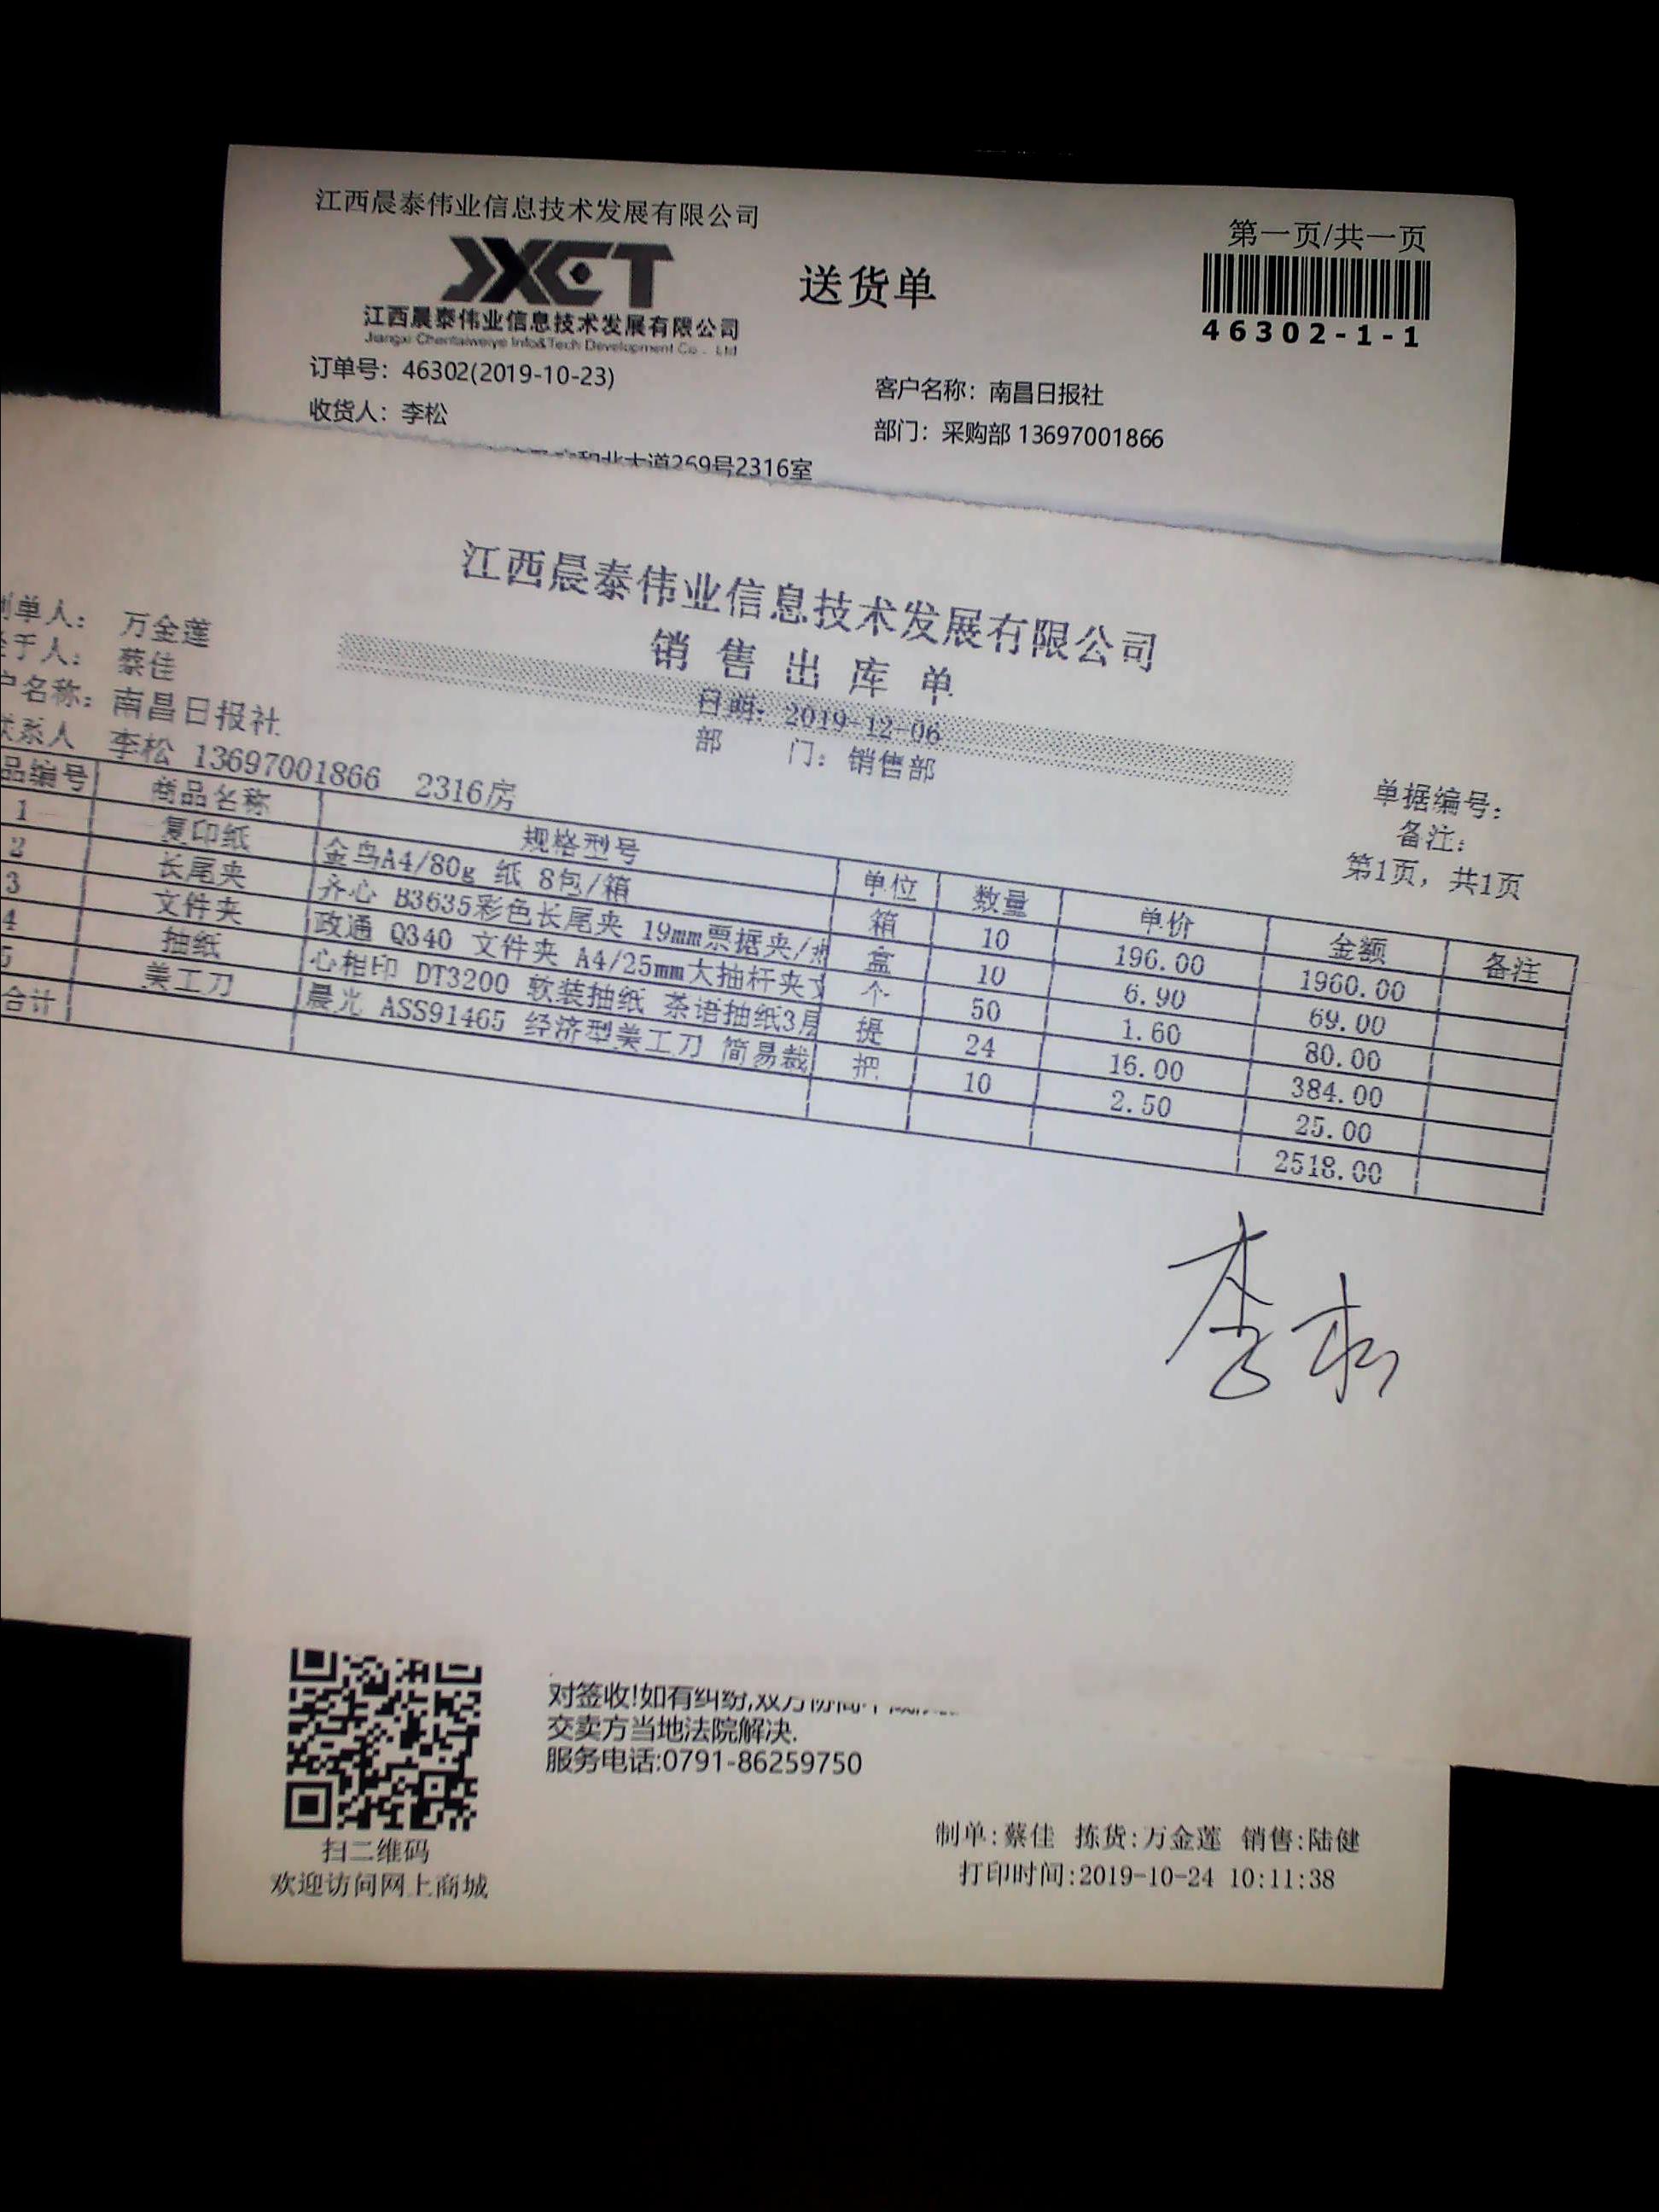 江西晨泰伟业信息技术发展有限公司
第一页/共一页
JXCT
送货单
江西晨泰伟业信息技术发展有限公司
Jiangxi Chentaiweiye Info&Tech Development Co., Ltd
46302-1-1
订单号：46302(2019-10-23)
客户名称：南昌日报社
收货人：李松
部门：采购部 13697001866
和北大道269号2316室
江西晨泰伟业信息技术发展有限公司
销售出库单
制单人：万金莲
经手人：蔡佳
日期：2019-12-06
户名称：南昌日报社
部 门：销售部
联系人 李松 13697001866 2316房
单据编号：
备注：
第1页，共1页
品编号 商品名称 规格型号 单位 数量 单价 金额 备注
1 复印纸 金鸟A4/80g 纸 8包/箱 箱 10 196.00 1960.00
2 长尾夹 齐心 B3635彩色长尾夹 19mm票据夹/ 盒 10 6.90 69.00
3 文件夹 政通 Q340 文件夹 A4/25mm大抽杆夹文 个 50 1.60 80.00
4 抽纸 心相印 DT3200 软装抽纸 茶语抽纸3层 提 24 16.00 384.00
5 美工刀 晨光 ASS91465 经济型美工刀 简易裁 把 10 2.50 25.00
合计 2518.00
李松
对签收!如有纠纷,双方协商不
交卖方当地法院解决.
服务电话:0791-86259750
扫二维码
欢迎访问网上商城
制单:蔡佳 拣货:万金莲 销售:陆健
打印时间:2019-10-24 10:11:38